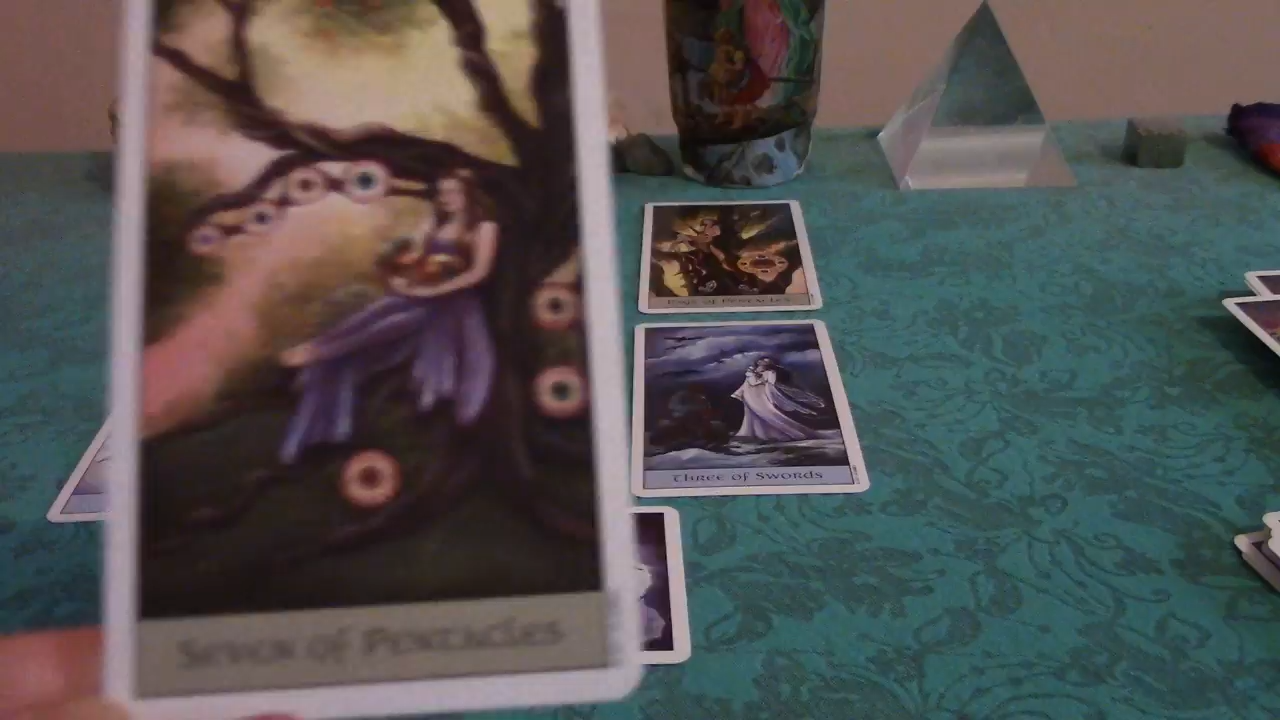 Seven of Pentacles
Page of Pentacles
Three of Swords